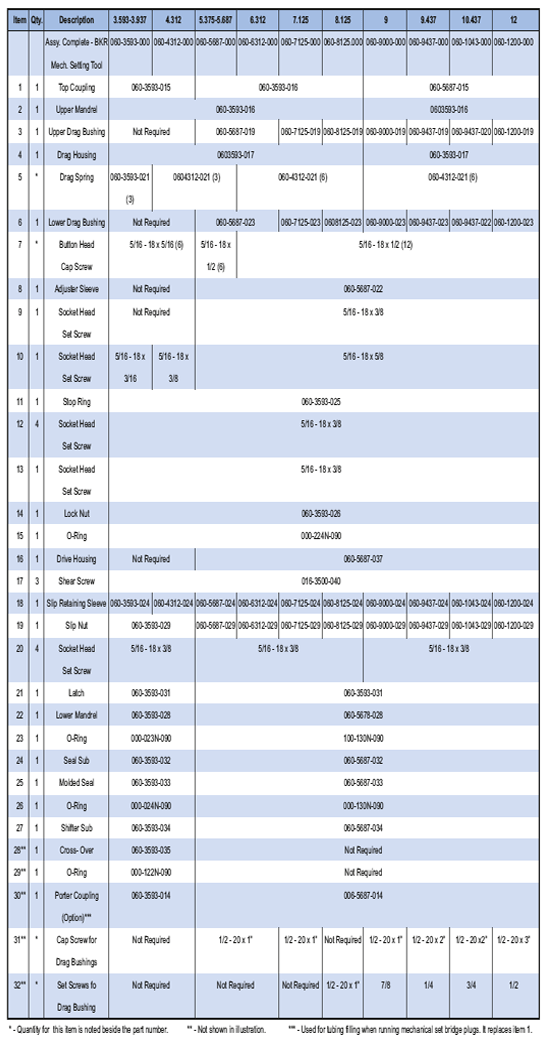 Item Qty. Description 3.593-3.937 4.312 5.375-5.687 6.312 7.125 8.125 9 9.437 10.437 12
Assy. Complete - BKR 060-3593-000 060-4312-000 060-5687-000 060-6312-000 060-7125-000 060-8125.000 060-9000-000 060-9437-000 060-1043-000 060-1200-000
Mech. Setting Tool
1 1 Top Coupling 060-3593-015 060-3593-016 060-5687-015
2 1 Upper Mandrel 060-3593-016 0603593-016
3 1 Upper Drag Bushing Not Required 060-5687-019 060-7125-019 060-8125-019 060-9000-019 060-9437-019 060-9437-020 060-1200-019
4 1 Drag Housing 0603593-017 060-3593-017
5 * Drag Spring 060-3593-021 0604312-021 (3) 060-4312-021 (6) 060-4312-021 (6)
(3)
6 1 Lower Drag Bushing Not Required 060-5687-023 060-7125-023 0608125-023 060-9000-023 060-9437-023 060-9437-022 060-1200-023
7 * Button Head 5/16 - 18 x 5/16 (6) 5/16 - 18 x 5/16 - 18 x 1/2 (12)
Cap Screw 1/2 (6)
8 1 Adjuster Sleeve Not Required 060-5687-022
9 1 Socket Head Not Required 5/16 - 18 x 3/8
Set Screw
10 1 Socket Head 5/16 - 18 x 5/16 - 18 x 5/16 - 18 x 5/8
Set Screw 3/16 3/8
11 1 Stop Ring 060-3593-025
12 4 Socket Head 5/16 - 18 x 3/8
Set Screw
13 1 Socket Head 5/16 - 18 x 3/8
Set Screw
14 1 Lock Nut 060-3593-026
15 1 O-Ring 000-224N-090
16 1 Drive Housing Not Required 060-5687-037
17 3 Shear Screw 016-3500-040
18 1 Slip Retaining Sleeve 060-3593-024 060-4312-024 060-5687-024 060-6312-024 060-7125-024 060-8125-024 060-9000-024 060-9437-024 060-1043-024 060-1200-024
19 1 Slip Nut 060-3593-029 060-5687-029 060-6312-029 060-7125-029 060-8125-029 060-9000-029 060-9437-029 060-1043-029 060-1200-029
20 4 Socket Head 5/16 - 18 x 3/8 5/16 - 18 x 3/8 5/16 - 18 x 3/8
Set Screw
21 1 Latch 060-3593-031 060-3593-031
22 1 Lower Mandrel 060-3593-028 060-5678-028
23 1 O-Ring 000-023N-090 100-130N-090
24 1 Seal Sub 060-3593-032 060-5687-032
25 1 Molded Seal 060-3593-033 060-5687-033
26 1 O-Ring 000-024N-090 000-130N-090
27 1 Shifter Sub 060-3593-034 060-5687-034
28** 1 Cross- Over 060-3593-035 Not Required
29** 1 O-Ring 000-122N-090 Not Required
30** 1 Porter Coupling 060-3593-014 006-5687-014
(Option)***
31** * Cap Screw for Not Required 1/2 - 20 x 1" 1/2 - 20 x 1" Not Required 1/2 - 20 x 1" 1/2 - 20 x 2" 1/2 - 20 x2" 1/2 - 20 x 3"
Drag Bushings
32** * Set Screws fo Not Required Not Required Not Required 1/2 - 20 x 1" 7/8 1/4 3/4 1/2
Drag Bushing
* - Quantity for this item is noted beside the part number. ** - Not shown in illustration. *** - Used for tubing filling when running mechanical set bridge plugs. It replaces item 1.